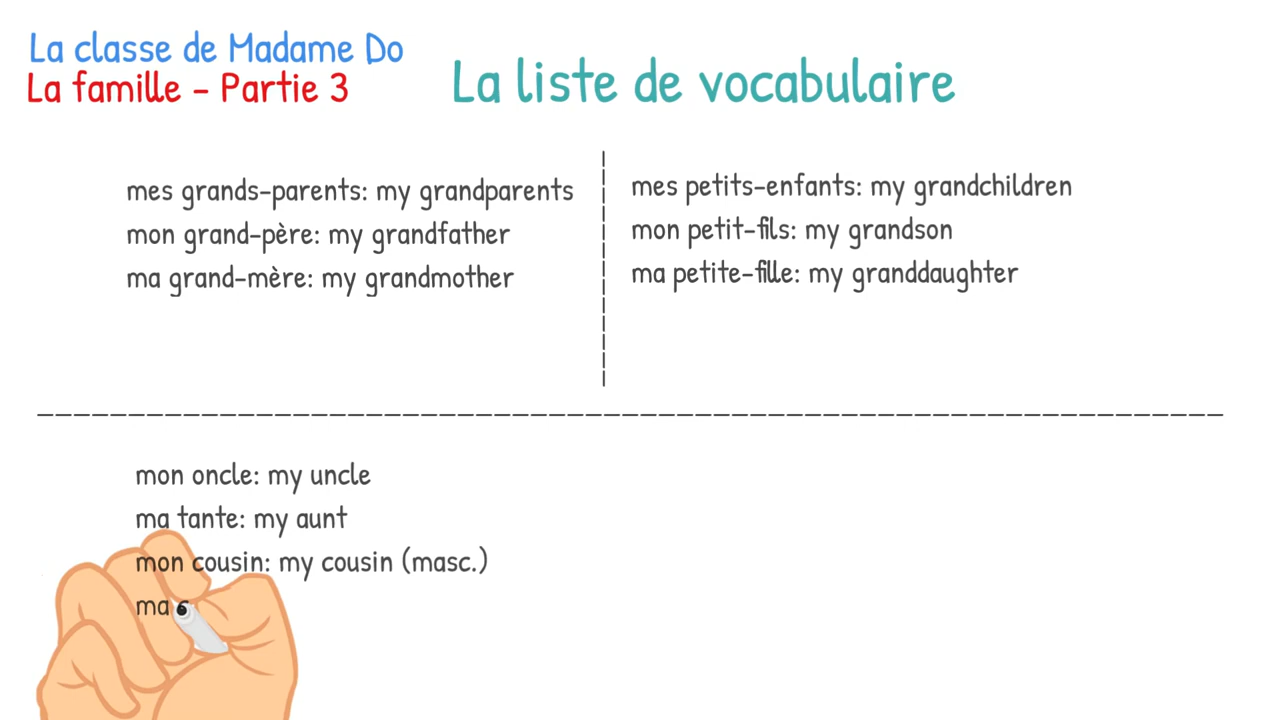 La classe de Madame Do
La famille - Partie 3
La liste de vocabulaire
mes grands-parents: my grandparents
mon grand-père: my grandfather
ma grand-mère: my grandmother
mes petits-enfants: my grandchildren
mon petit-fils: my grandson
ma petite-fille: my granddaughter
mon oncle: my uncle
ma tante: my aunt
mon cousin: my cousin (masc.)
ma c